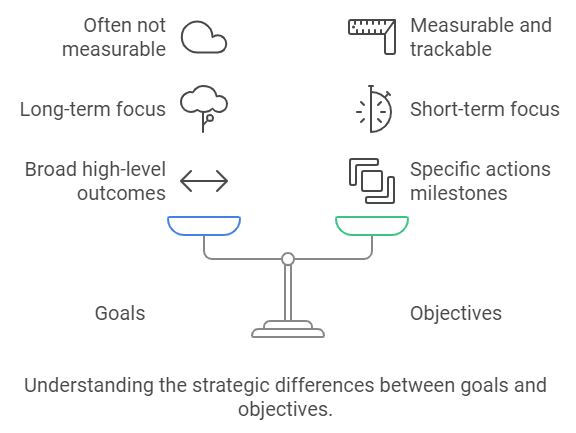 Often not
measurable
Measurable and
trackable
Long-term focus
Short-term focus
Broad high-level
outcomes
Specific actions
milestones
Goals
Objectives
Understanding the strategic differences between goals and
objectives.